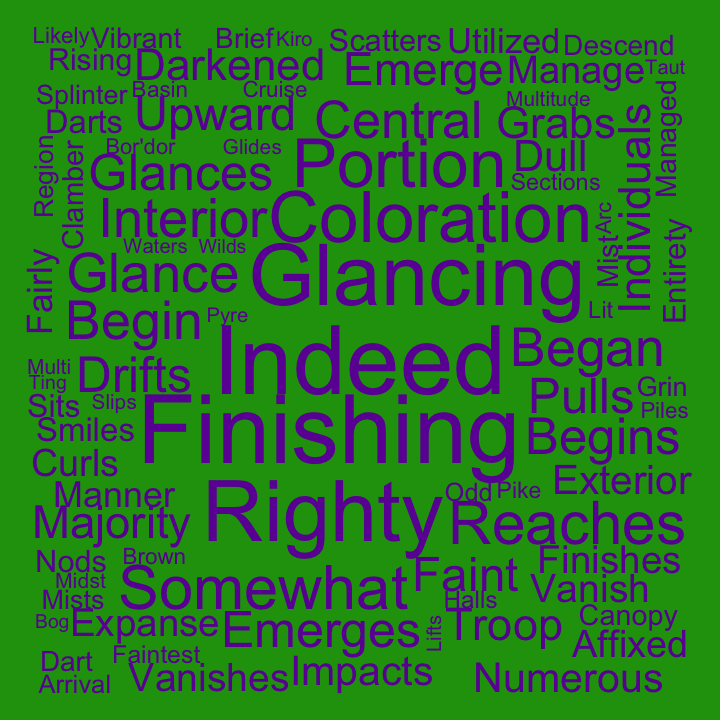 Likely Vibrant Brief Kiro Scatters Utilized Descend
Rising Darkened Emerge Manage Taut
Splinter Basin Cruise Multitude Managed
Darts Upward Central Grabs Individuals
Region Clamber Bor'dor Glides Portion Dull
Glances Sections
Interior Coloration Arc
Waters Wilds Mist Entirety
Fairly Glance Glancing
Begin Pyre Lit
Indeed Began
Multi Drifts
Ting Pulls Grin
Sits Slips Finishing Piles
Smiles Begins
Curls Exterior
Manner Righty Odd Pike
Majority Reaches
Nods Brown Finishes
Midst Somewhat Faint Vanish
Mists Halls Canopy
Bog Expanse Emerges Lifts Troop Affixed
Dart Faintest
Arrival Vanishes Impacts Numerous